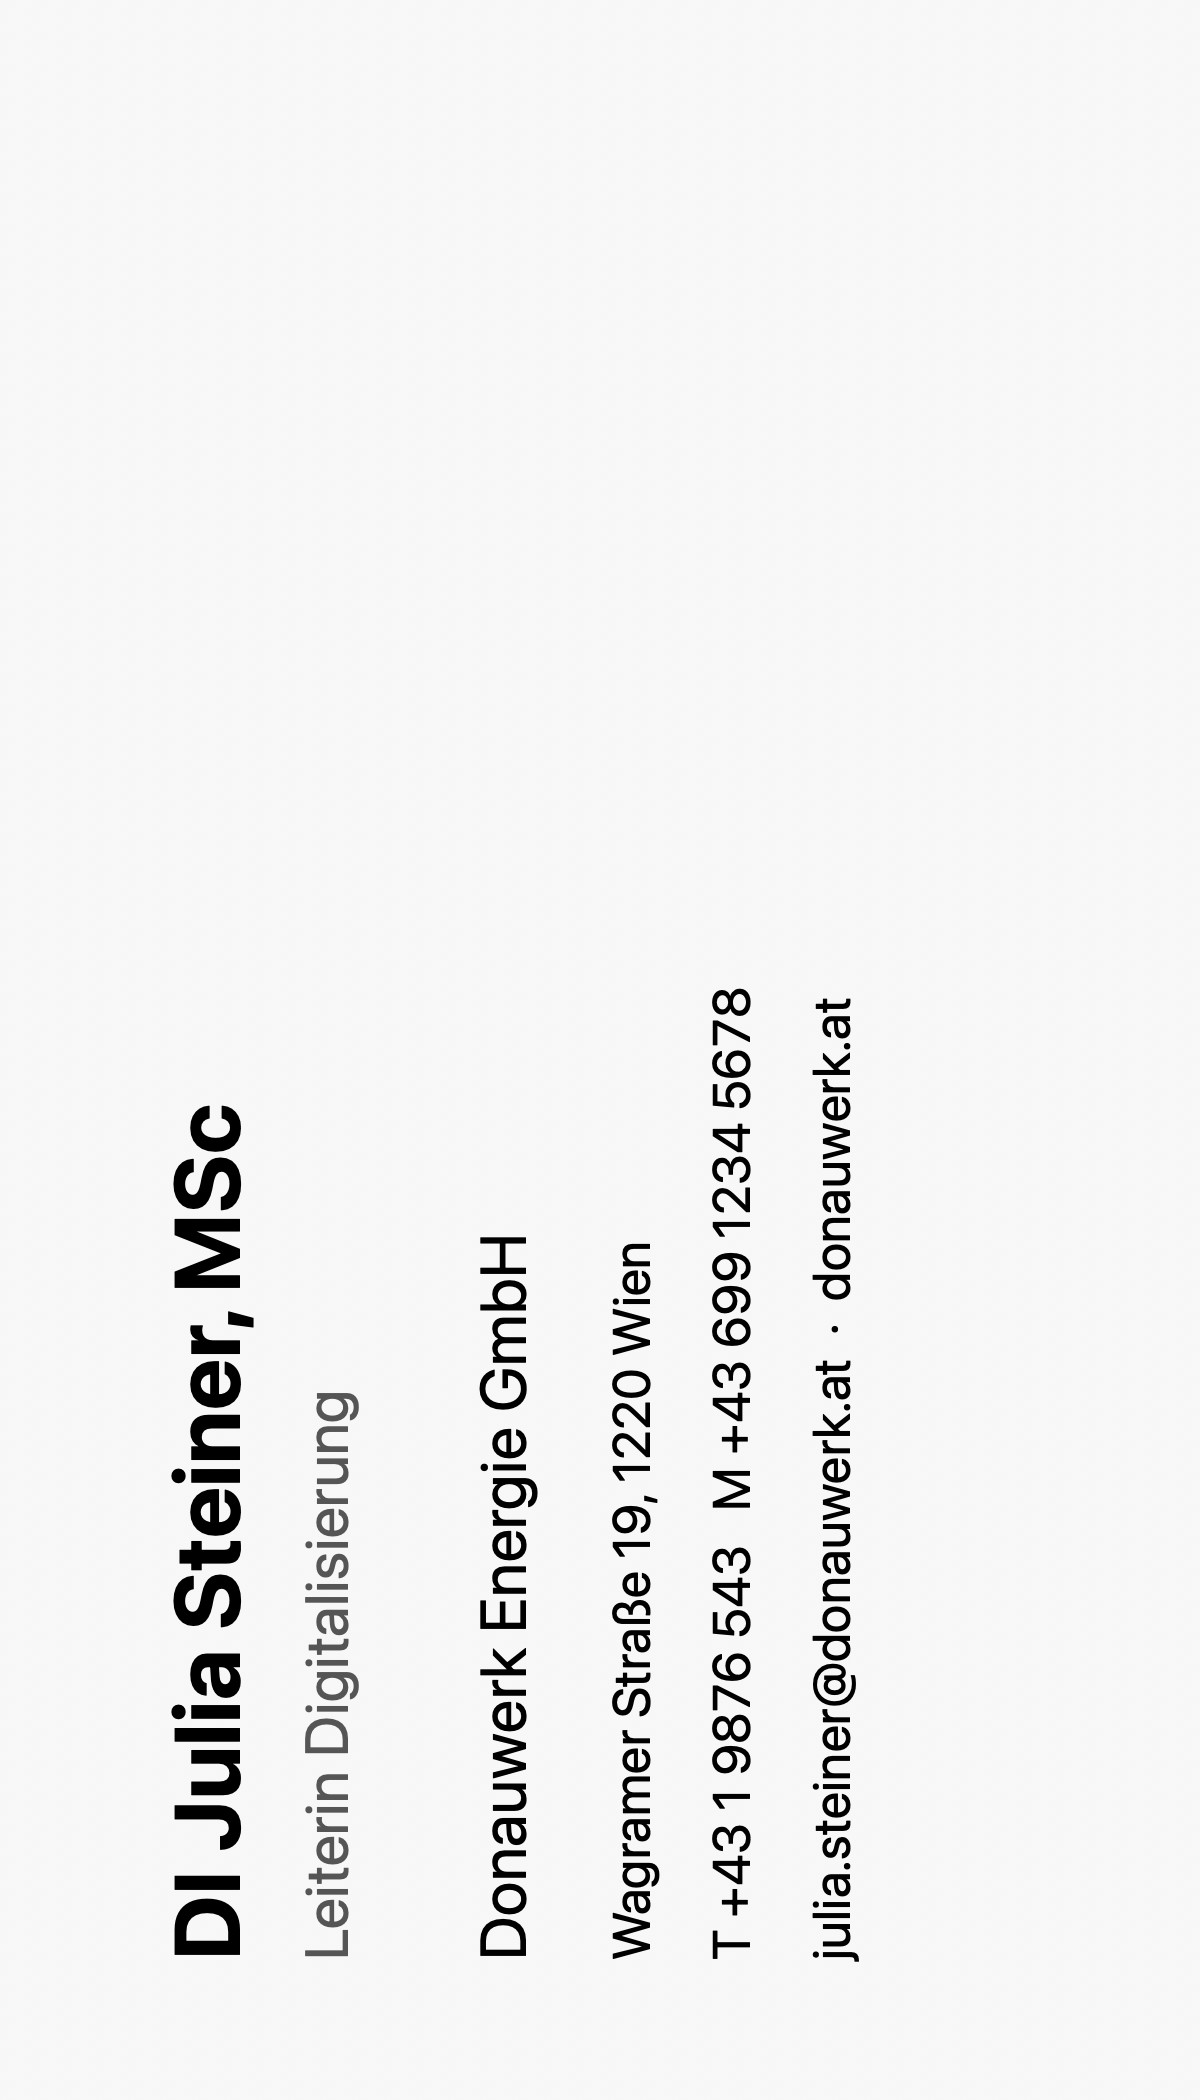 DI Julia Steiner, MSc
Leiterin Digitalisierung
Donauwerk Energie GmbH
Wagramer Straße 19, 1220 Wien
T +43 1 9876 543 M +43 699 1234 5678
julia.steiner@donauwerk.at · donauwerk.at